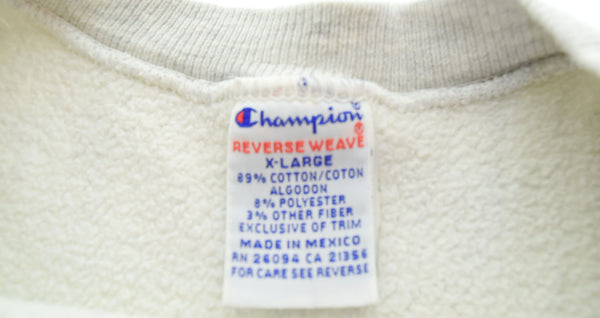 Champion®
REVERSE WEAVE®
X-LARGE
89% COTTON/COTON
ALGODON
8% POLYESTER
3% OTHER FIBER
EXCLUSIVE OF TRIM
MADE IN MEXICO
RN 26094 CA 21356
FOR CARE SEE REVERSE